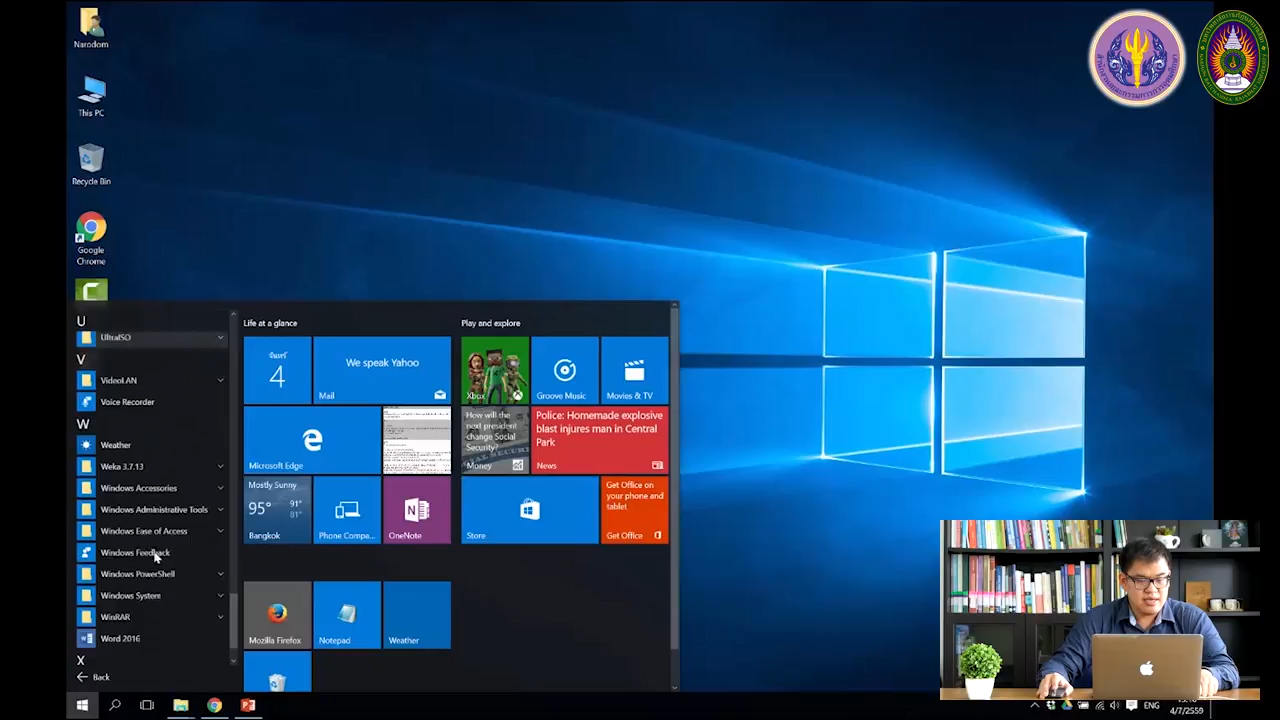 Narodom
This PC
Recycle Bin
Google
Chrome
U
UltraISO
V
VideoLAN
Voice Recorder
W
Weather
Weka 3.7.13
Windows Accessories
Windows Administrative Tools
Windows Ease of Access
Windows Feedback
Windows PowerShell
Windows System
WinRAR
Word 2016
X
Back
Life at a glance
จันทร์
4
We speak Yahoo
Mail
Microsoft Edge
Mostly Sunny
95°
91°
81°
Bangkok
Phone Compa...
OneNote
Mozilla Firefox
Notepad
Weather
Play and explore
Xbox
Groove Music
Movies & TV
How will the
next president
change Social
Security?
Money
Police: Homemade explosive
blast injures man in Central
Park
News
Store
Get Office on
your phone and
tablet
Get Office
ENG
4/7/2559